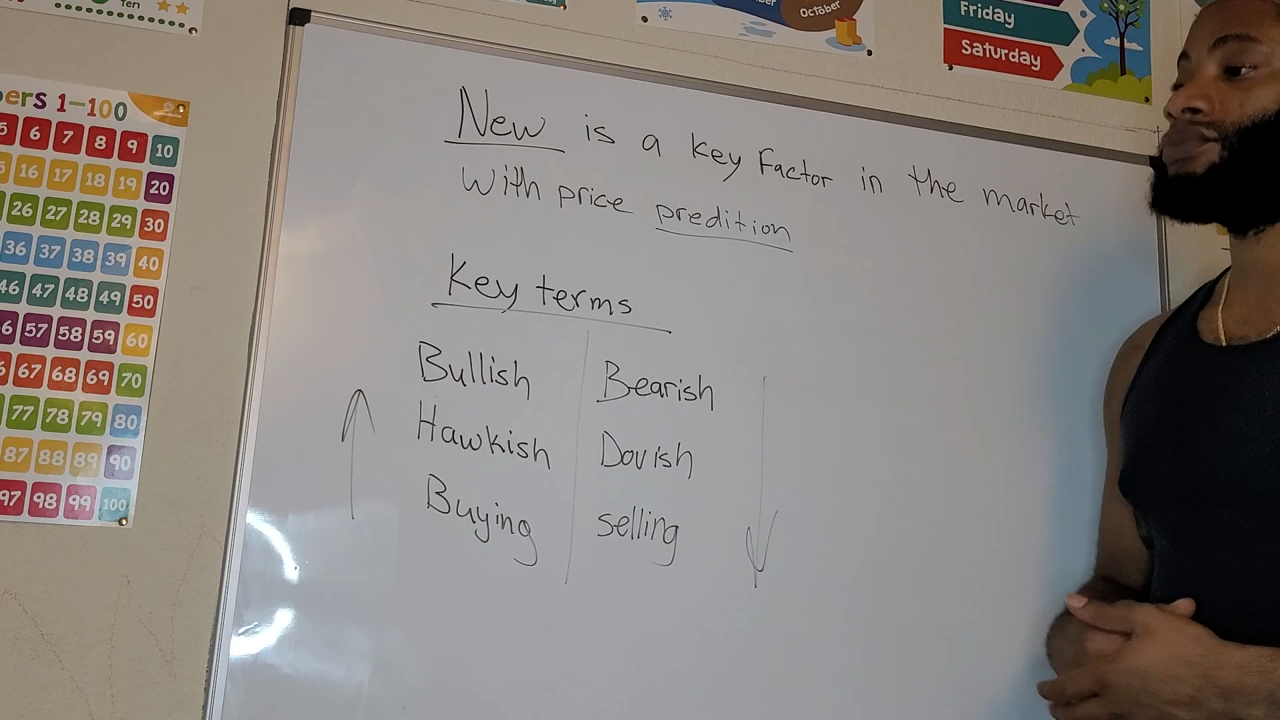 Ten
October
Friday
Saturday
ers 1-100
5 6 7 8 9 10
16 17 18 19 20
26 27 28 29 30
36 37 38 39 40
46 47 48 49 50
6 57 58 59 60
67 68 69 70
77 78 79 80
87 88 89 90
97 98 99 100
New is a key Factor in the market
with price predition
Key terms
Bullish Bearish
Hawkish Dovish
Buying selling